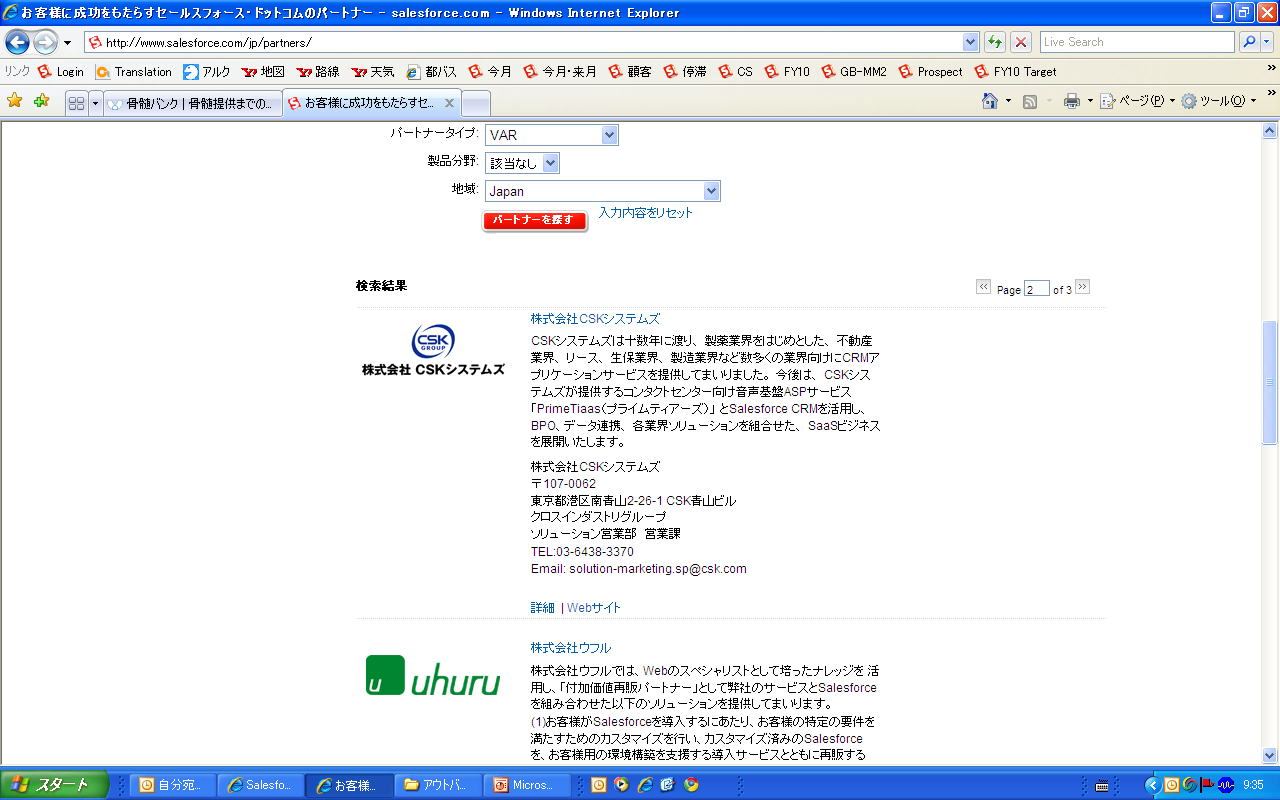 お客様に成功をもたらすセールスフォース・ドットコムのパートナー - salesforce.com - Windows Internet Explorer
http://www.salesforce.com/jp/partners/
Live Search
リンク Login Translation アルク 地図 路線 天気 都バス 今月 今月・来月 顧客 停滞 CS FY10 GB-MM2 Prospect FY10 Target
骨髄バンク | 骨髄提供までの... お客様に成功をもたらすセ... ページ(P) ツール(O)
パートナータイプ: VAR
製品分野: 該当なし
地域: Japan
パートナーを探す 入力内容をリセット
検索結果 Page 2 of 3
CSK
GROUP
株式会社 CSKシステムズ
株式会社CSKシステムズ
CSKシステムズは十数年に渡り、製薬業界をはじめとした、不動産
業界、リース、生保業界、製造業界など数多くの業界向けにCRMア
プリケーションサービスを提供してまいりました。今後は、CSKシス
テムズが提供するコンタクトセンター向け音声基盤ASPサービス
「PrimeTiaas（プライムティアーズ）」とSalesforce CRMを活用し、
BPO、データ連携、各業界ソリューションを組合せた、SaaSビジネス
を展開いたします。
株式会社CSKシステムズ
〒107-0062
東京都港区南青山2-26-1 CSK青山ビル
クロスインダストリグループ
ソリューション営業部 営業課
TEL:03-6438-3370
Email: solution-marketing.sp@csk.com
詳細 | Webサイト
u uhuru
株式会社ウフル
株式会社ウフルでは、Webのスペシャリストとして培ったナレッジを 活
用し、「付加価値再販パートナー」として弊社のサービスとSalesforce
を組み合わせた以下のソリューションを提供してまいります。
(1)お客様がSalesforceを導入するにあたり、お客様の特定の要件を
満たすためのカスタマイズを行い、カスタマイズ済みのSalesforce
を、お客様用の環境構築を支援する導入サービスとともに再販する
スタート 自分宛... Salesfo... お客様... アウトバ... Micros... 9:35